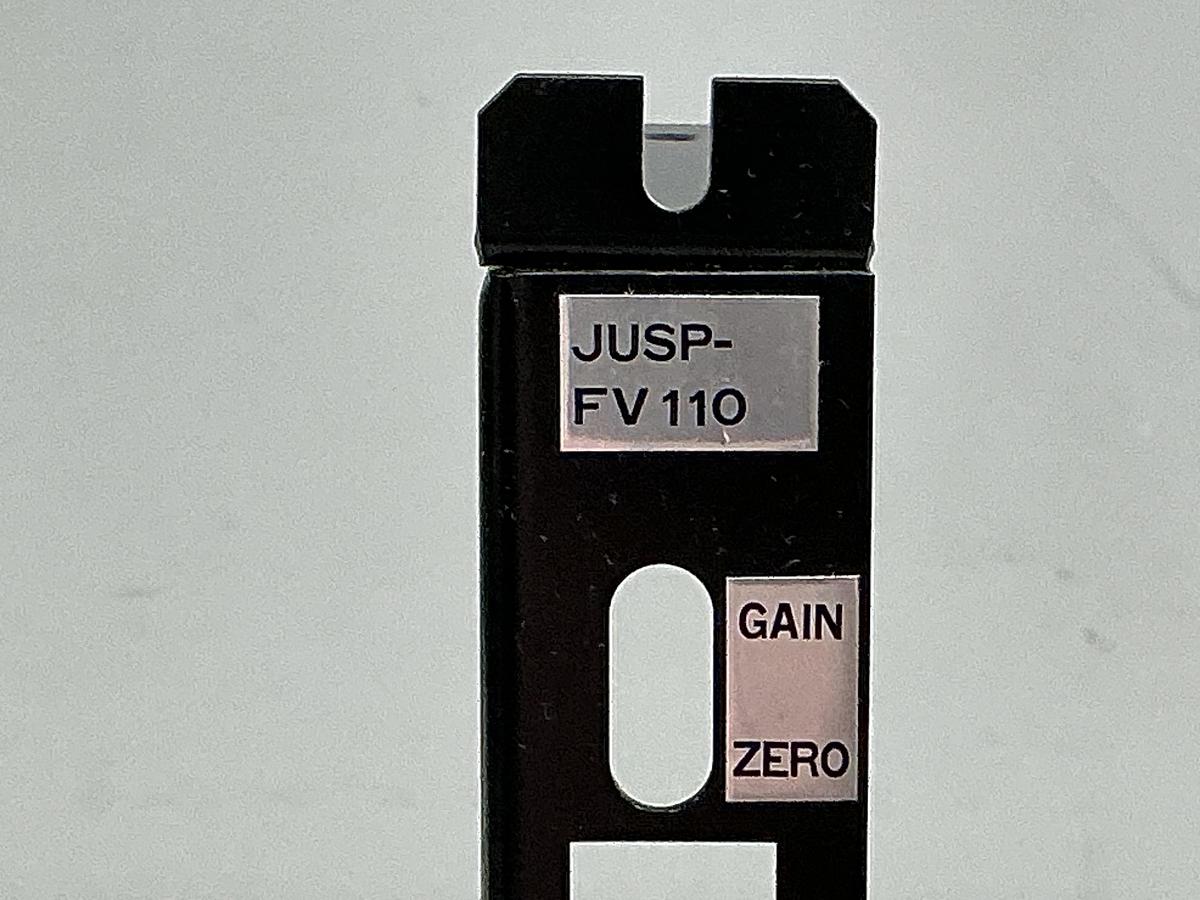 JUSP-
FV110
GAIN
ZERO